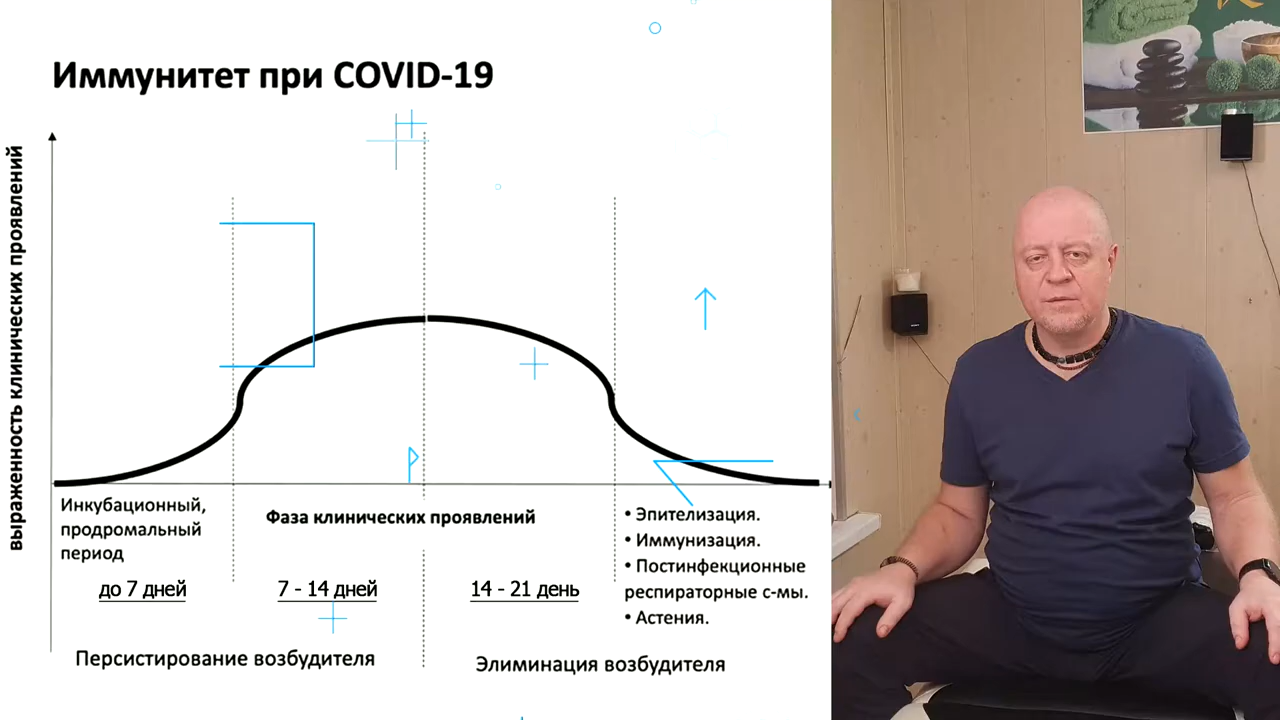 Иммунитет при COVID-19
выраженность клинических проявлений
Инкубационный,
продромальный
период
Фаза клинических проявлений
• Эпителизация.
• Иммунизация.
• Постинфекционные
респираторные с-мы.
• Астения.
до 7 дней
7 - 14 дней
14 - 21 день
Персистирование возбудителя
Элиминация возбудителя